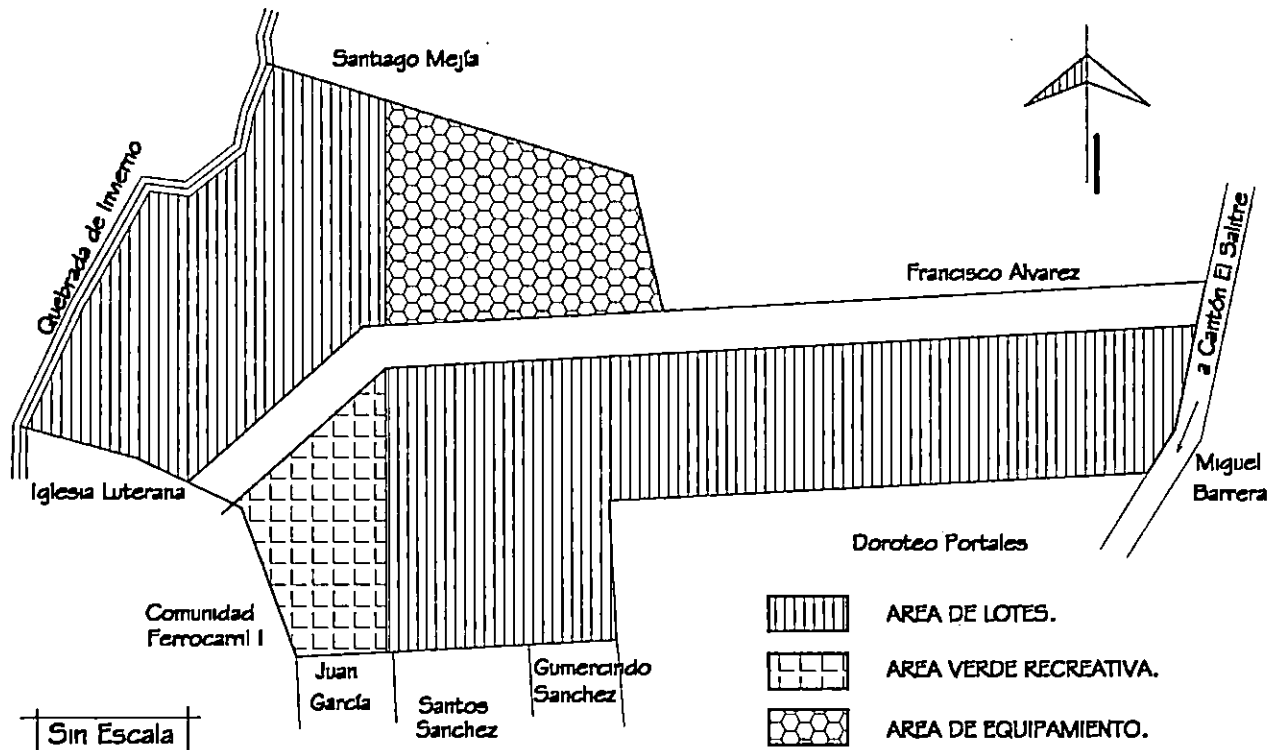 Santiago Mejía
Quebrada de Invierno
Francisco Alvarez
a Cantón El Salitre
Iglesia Luterana
Miguel
Barrera
Doroteo Portales
Comunidad
Ferrocarril I
Juan
García
Santos
Sanchez
Gumercindo
Sanchez
AREA DE LOTES.
AREA VERDE RECREATIVA.
AREA DE EQUIPAMIENTO.
Sin Escala